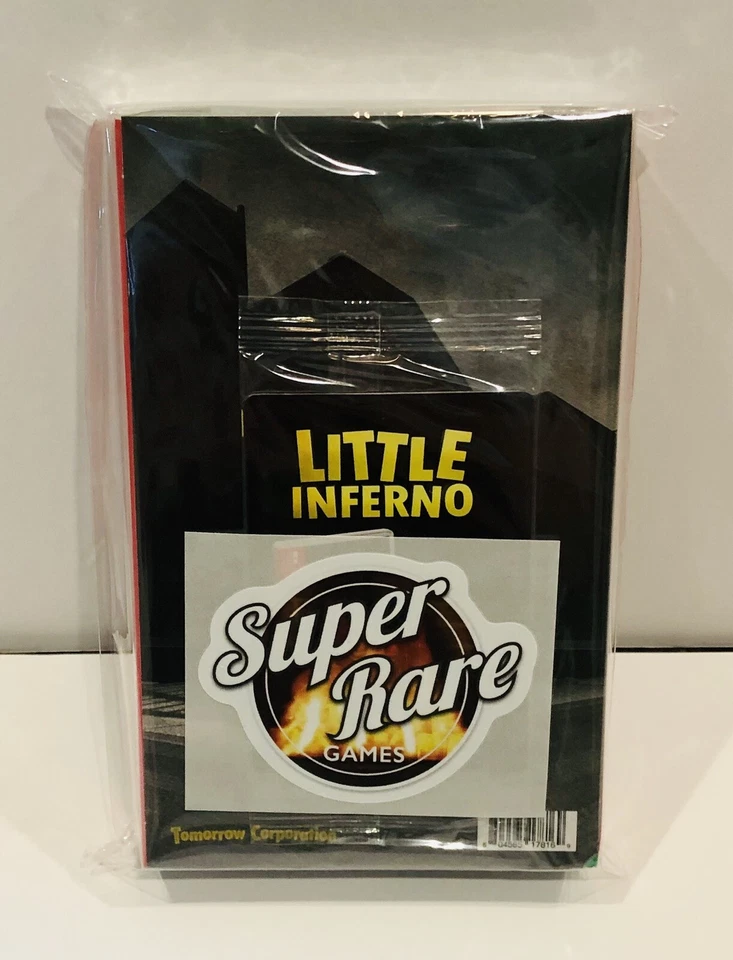 LITTLE
INFERNO
Super
Rare
GAMES
Tomorrow Corporation